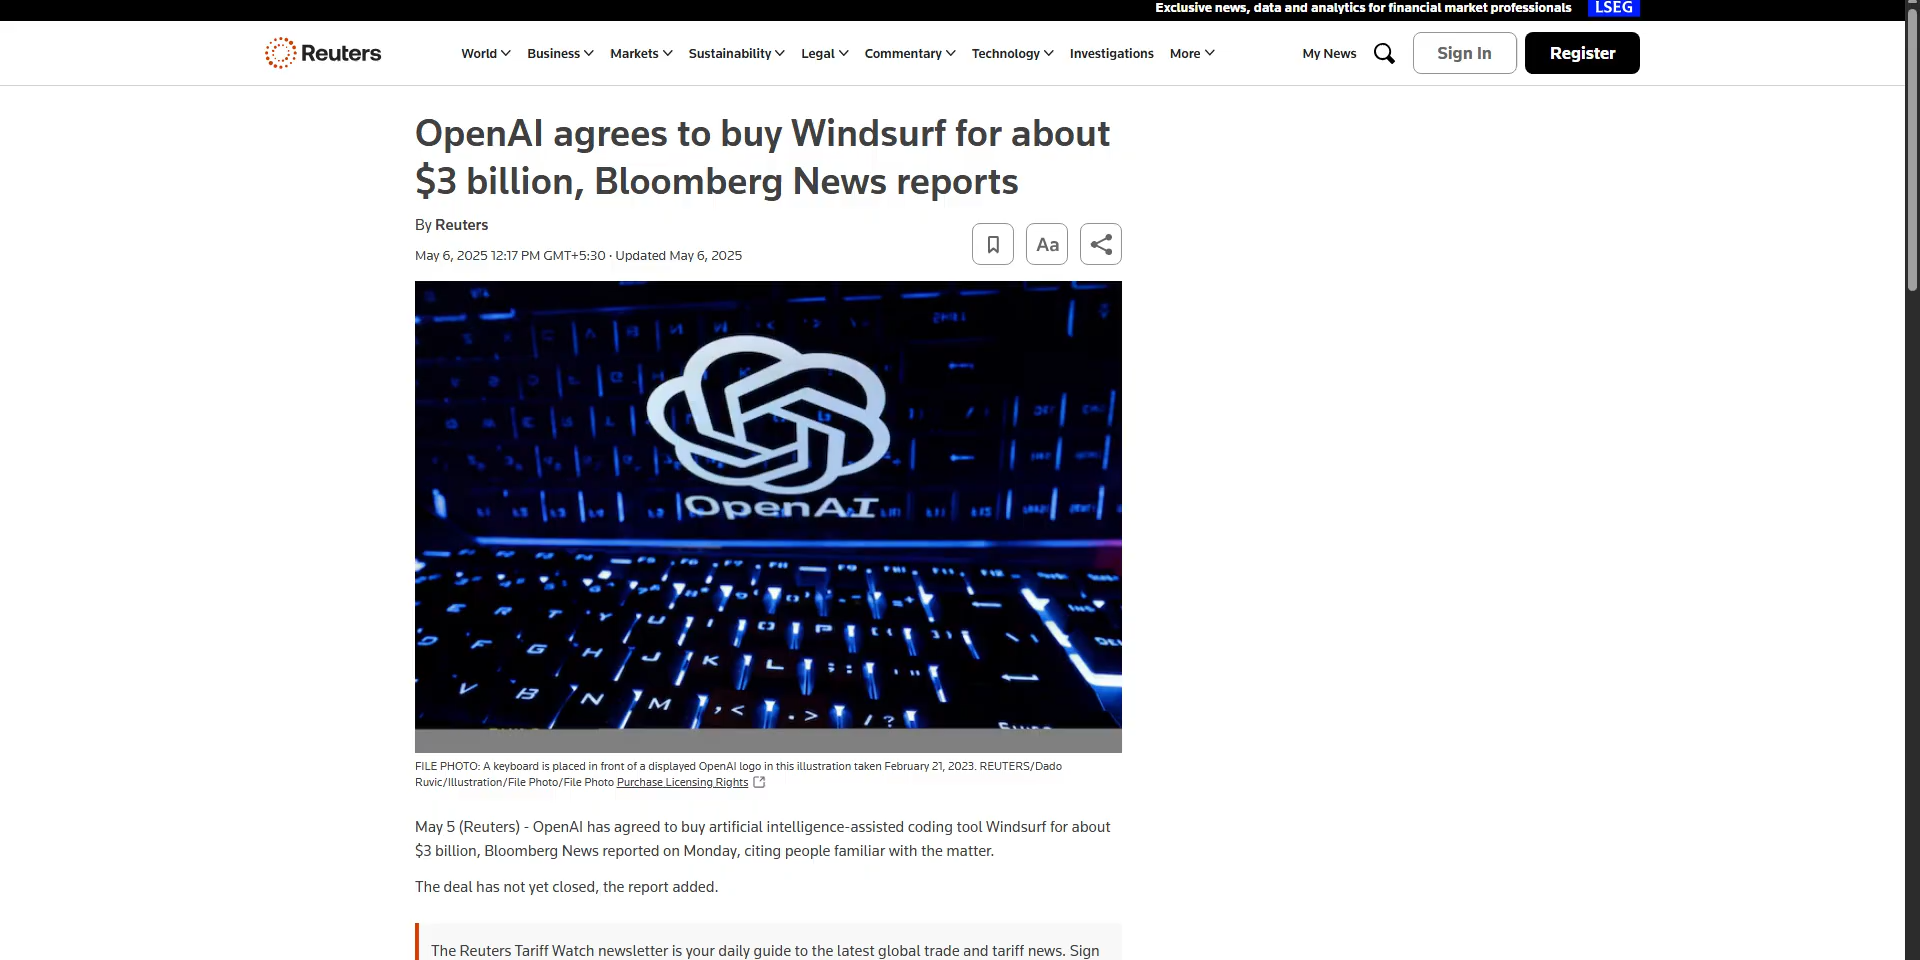 Exclusive news, data and analytics for financial market professionals LSEG
Reuters World Business Markets Sustainability Legal Commentary Technology Investigations More My News Sign In Register
OpenAI agrees to buy Windsurf for about
$3 billion, Bloomberg News reports
By Reuters
May 6, 2025 12:17 PM GMT+5:30 · Updated May 6, 2025
Aa
OpenAI
E R T Y U I O P
D F G H J K L
V B N M
FILE PHOTO: A keyboard is placed in front of a displayed OpenAI logo in this illustration taken February 21, 2023. REUTERS/Dado
Ruvic/Illustration/File Photo/File Photo Purchase Licensing Rights
May 5 (Reuters) - OpenAI has agreed to buy artificial intelligence-assisted coding tool Windsurf for about
$3 billion, Bloomberg News reported on Monday, citing people familiar with the matter.
The deal has not yet closed, the report added.
The Reuters Tariff Watch newsletter is your daily guide to the latest global trade and tariff news. Sign